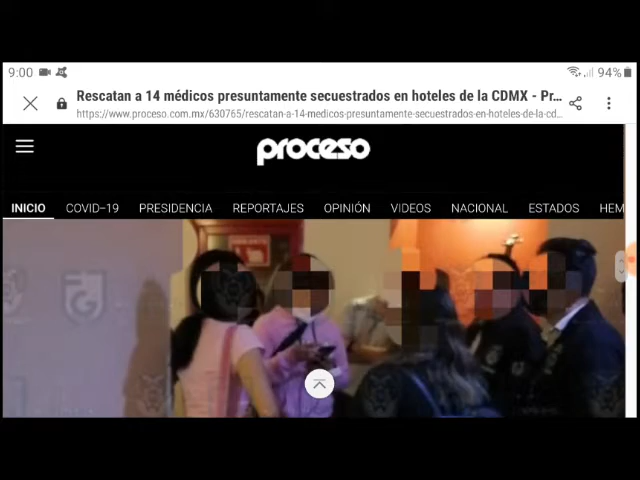 9:00 94%
Rescatan a 14 médicos presuntamente secuestrados en hoteles de la CDMX - Pr...
https://www.proceso.com.mx/630765/rescatan-a-14-medicos-presuntamente-secuestrados-en-hoteles-de-la-cd...
proceso
INICIO COVID-19 PRESIDENCIA REPORTAJES OPINIÓN VIDEOS NACIONAL ESTADOS HEM